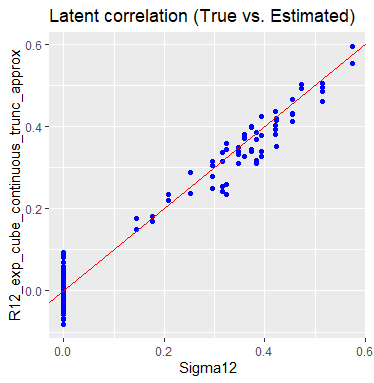 Latent correlation (True vs. Estimated)
R12_exp_cube_continuous_trunc_approx
0.6
0.4
0.2
0.0
0.0 0.2 0.4 0.6
Sigma12